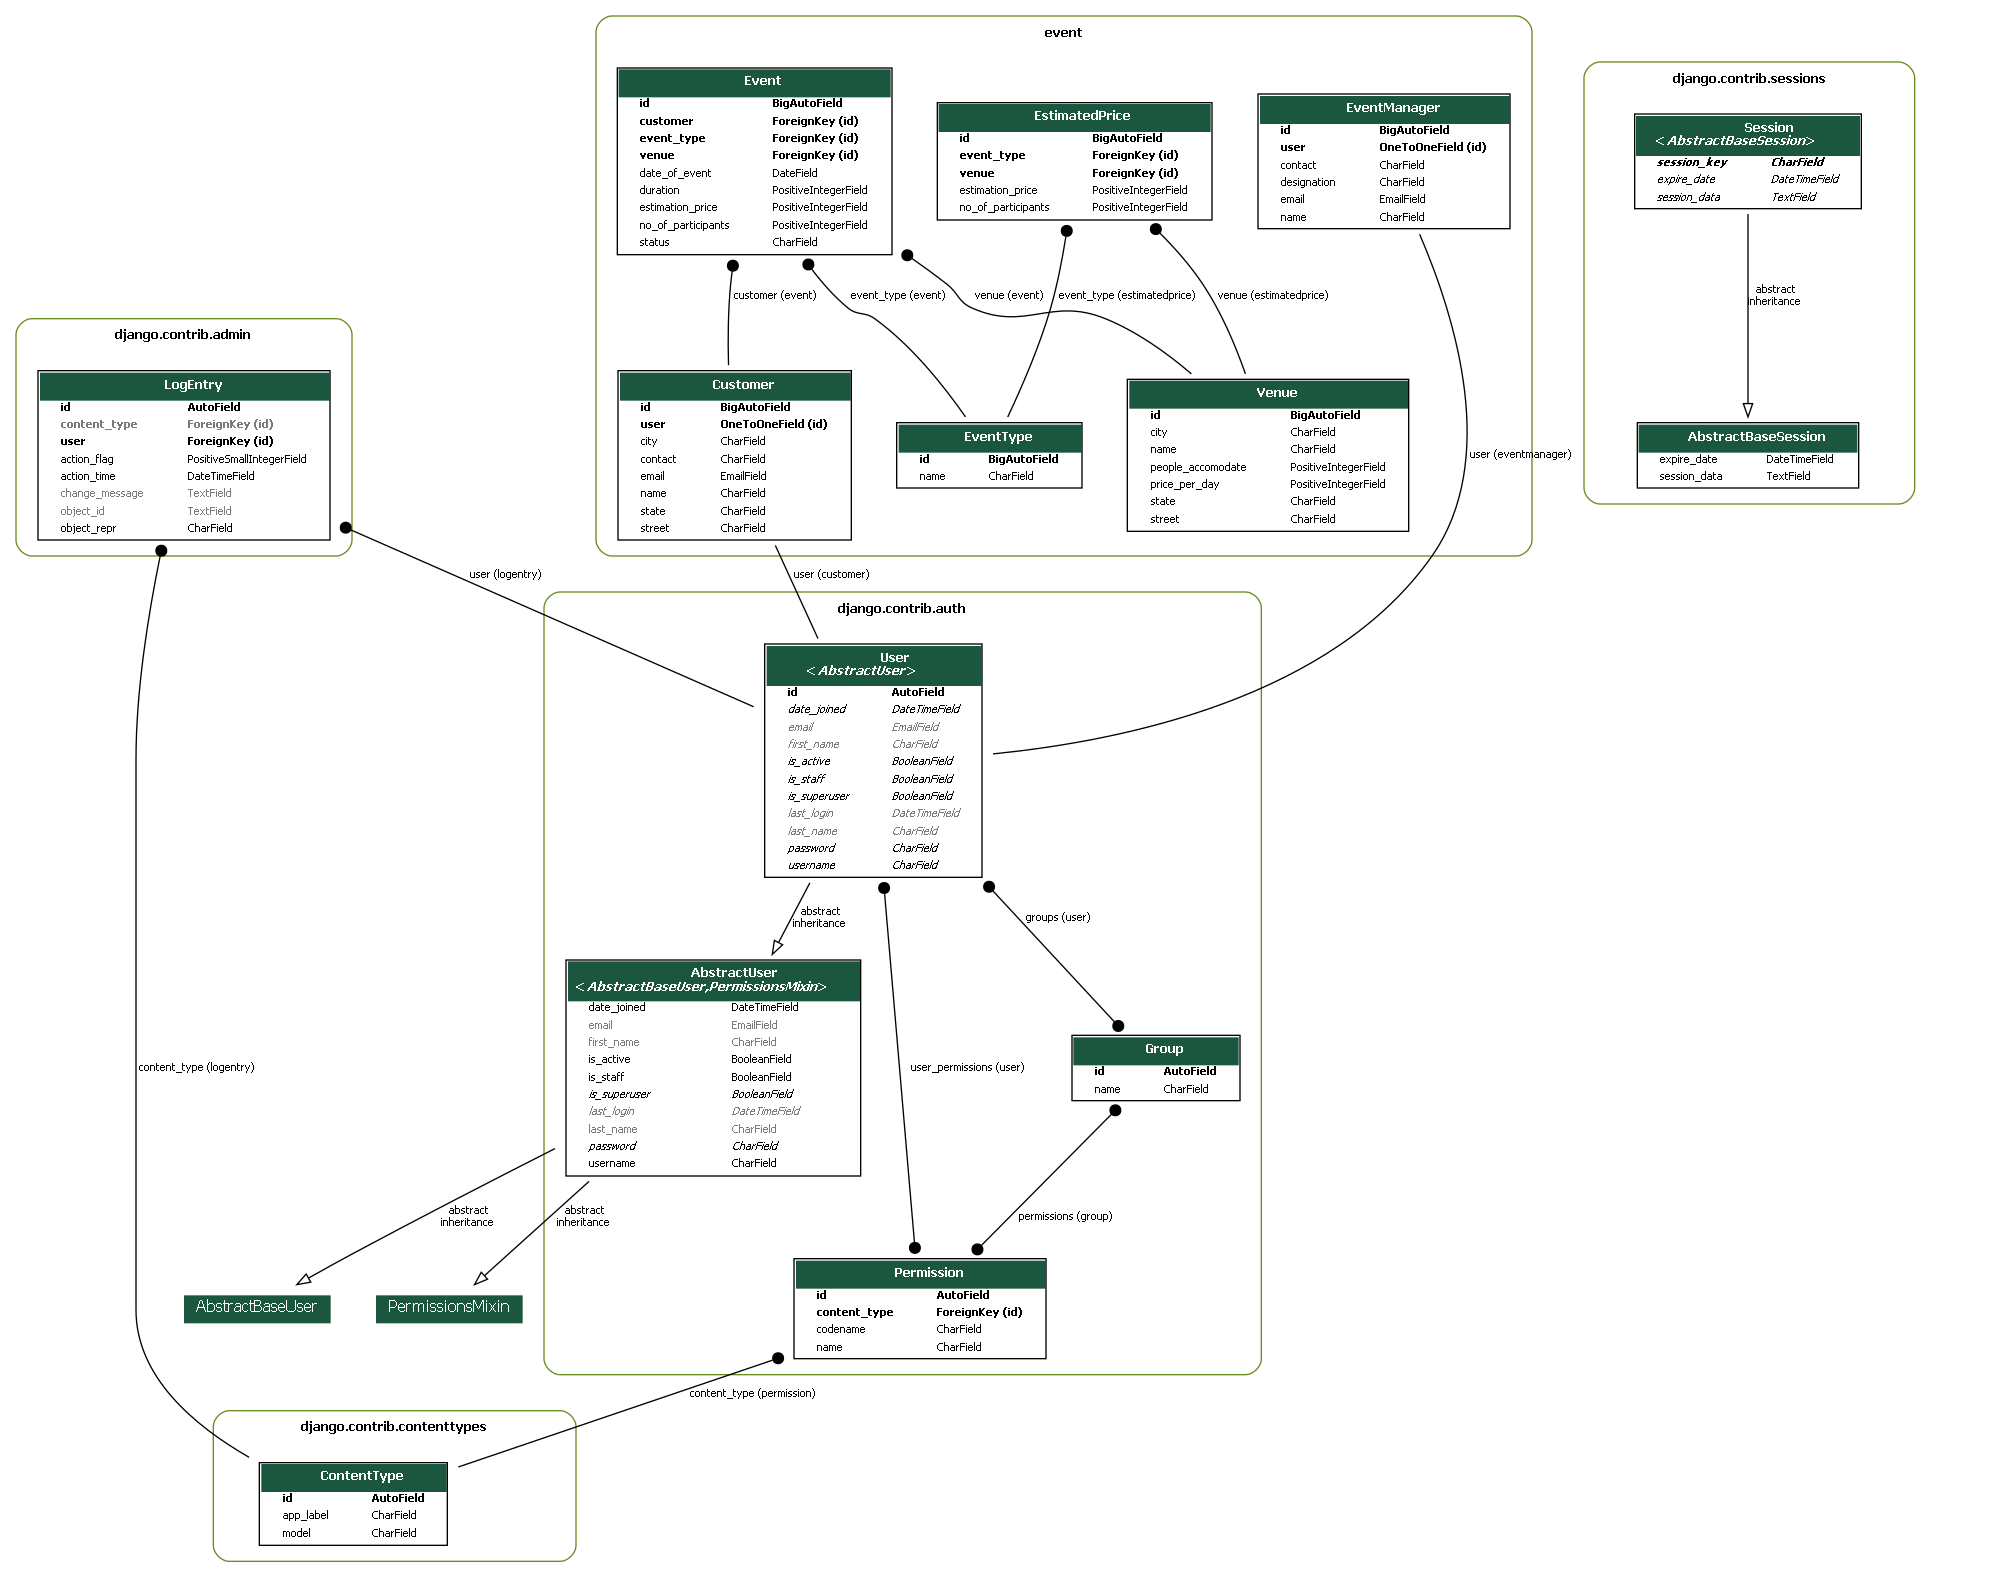 event
Event
id BigAutoField
customer ForeignKey (id)
event_type ForeignKey (id)
venue ForeignKey (id)
date_of_event DateField
duration PositiveIntegerField
estimation_price PositiveIntegerField
no_of_participants PositiveIntegerField
status CharField
EstimatedPrice
id BigAutoField
event_type ForeignKey (id)
venue ForeignKey (id)
estimation_price PositiveIntegerField
no_of_participants PositiveIntegerField
EventManager
id BigAutoField
user OneToOneField (id)
contact CharField
designation CharField
email EmailField
name CharField
django.contrib.sessions
Session
<AbstractBaseSession>
session_key CharField
expire_date DateTimeField
session_data TextField
customer (event)
event_type (event)
venue (event)
event_type (estimatedprice)
venue (estimatedprice)
abstract
inheritance
django.contrib.admin
LogEntry
id AutoField
content_type ForeignKey (id)
user ForeignKey (id)
action_flag PositiveSmallIntegerField
action_time DateTimeField
change_message TextField
object_id TextField
object_repr CharField
Customer
id BigAutoField
user OneToOneField (id)
city CharField
contact CharField
email EmailField
name CharField
state CharField
street CharField
EventType
id BigAutoField
name CharField
Venue
id BigAutoField
city CharField
name CharField
people_accomodate PositiveIntegerField
price_per_day PositiveIntegerField
state CharField
street CharField
user (eventmanager)
AbstractBaseSession
expire_date DateTimeField
session_data TextField
user (logentry)
user (customer)
django.contrib.auth
User
<AbstractUser>
id AutoField
date_joined DateTimeField
email EmailField
first_name CharField
is_active BooleanField
is_staff BooleanField
is_superuser BooleanField
last_login DateTimeField
last_name CharField
password CharField
username CharField
abstract
inheritance
groups (user)
AbstractUser
<AbstractBaseUser,PermissionsMixin>
date_joined DateTimeField
email EmailField
first_name CharField
is_active BooleanField
is_staff BooleanField
is_superuser BooleanField
last_login DateTimeField
last_name CharField
password CharField
username CharField
content_type (logentry)
user_permissions (user)
Group
id AutoField
name CharField
abstract
inheritance
abstract
inheritance
permissions (group)
AbstractBaseUser
PermissionsMixin
Permission
id AutoField
content_type ForeignKey (id)
codename CharField
name CharField
content_type (permission)
django.contrib.contenttypes
ContentType
id AutoField
app_label CharField
model CharField